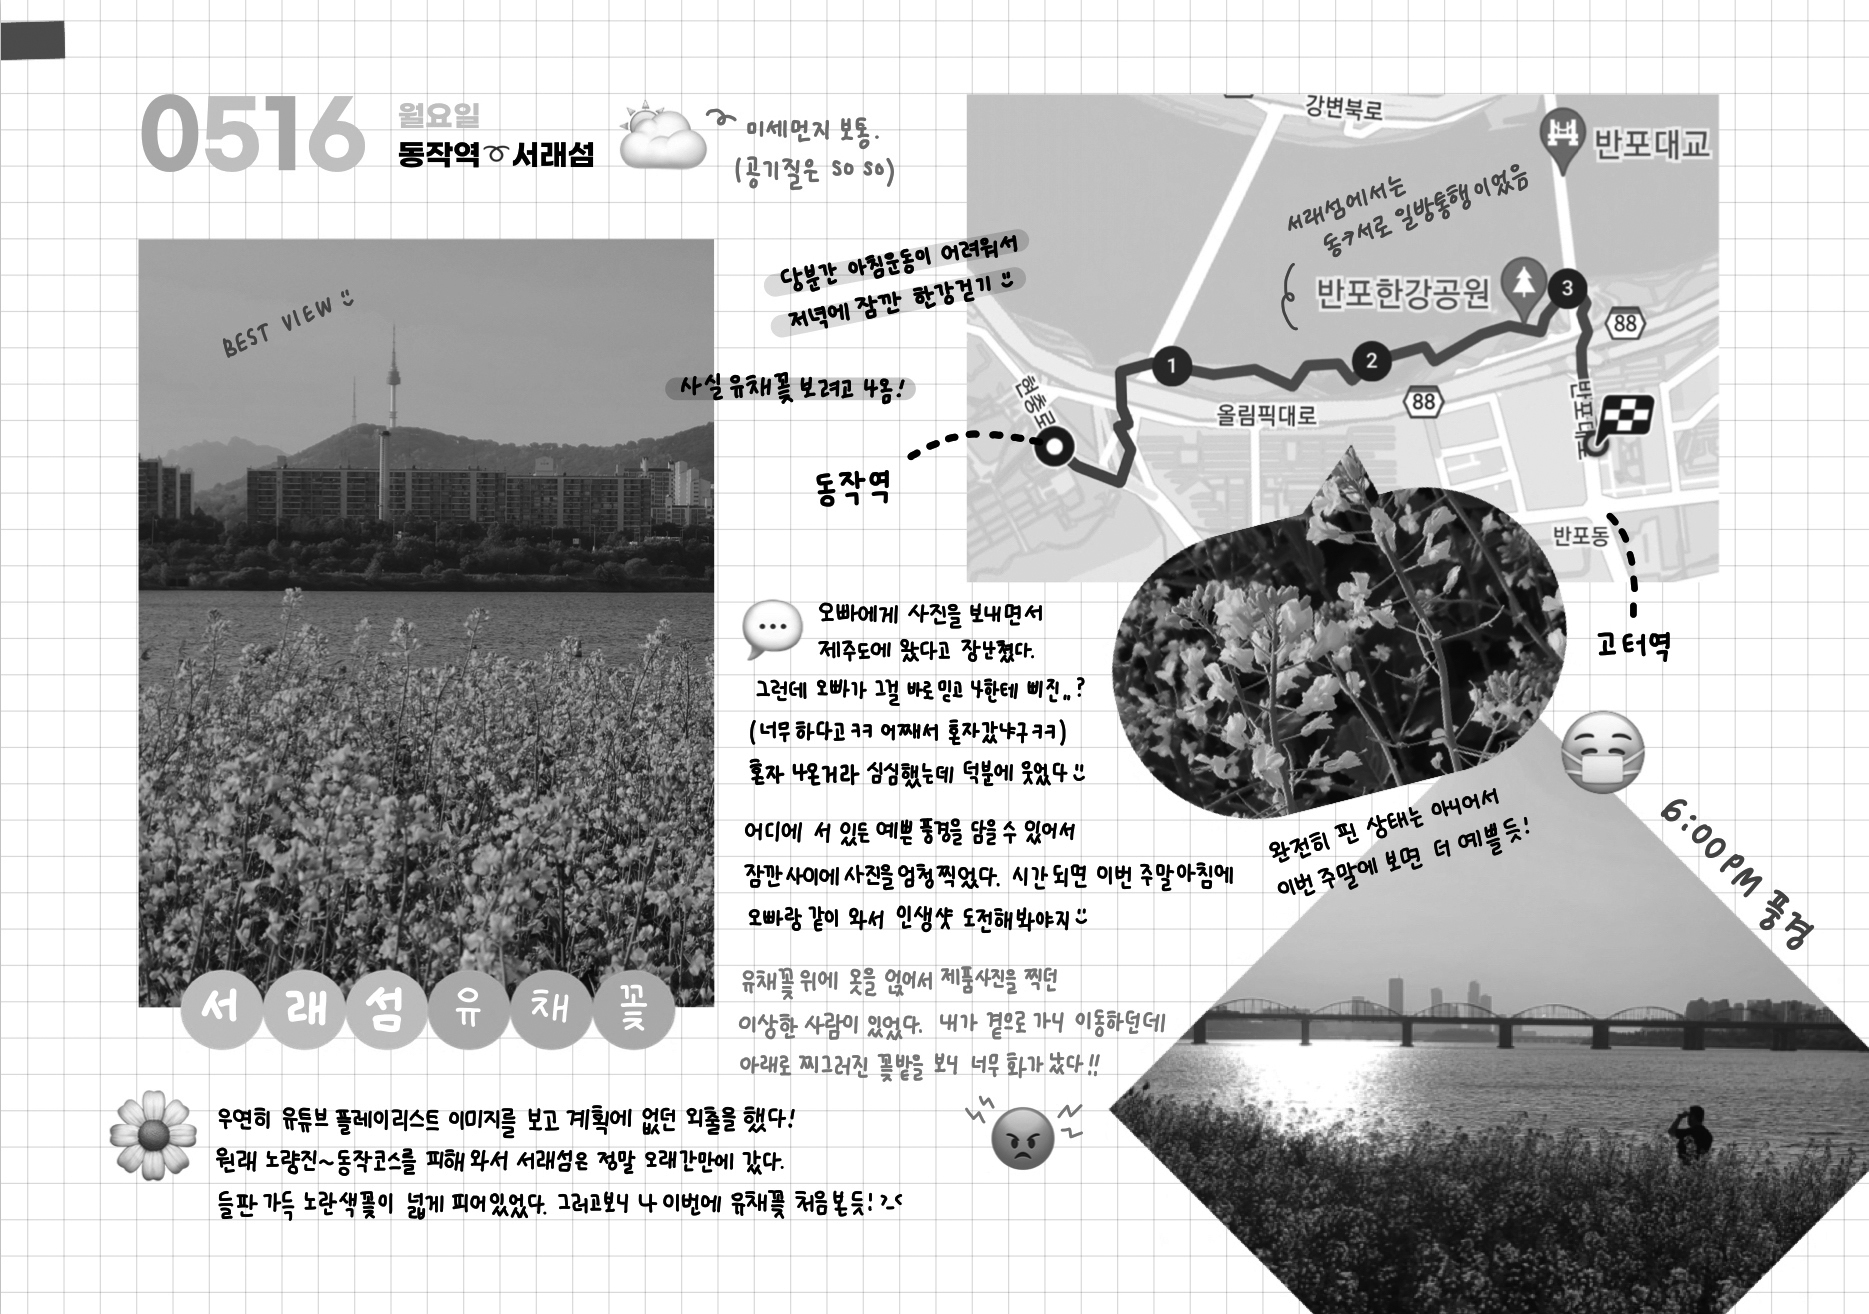 0516
월요일
동작역~서래섬
미세먼지 보통.
(공기질은 so so)
BEST VIEW
당분간 아침운동이 어려워서
저녁에 잠깐 한강걷기
사실 유채꽃 보려고 나옴!
동작역
강변북로
반포대교
서래섬에서는
동→서로 일방통행이었음
반포한강공원
1
2
3
88
88
현충로
올림픽대로
반포대로
반포동
고터역
오빠에게 사진을 보내면서
제주도에 왔다고 장난쳤다.
그런데 오빠가 그걸 바로 믿고 나한테 삐진..?
(너무하다고ㅋㅋ 어째서 혼자갔냐구ㅋㅋ)
혼자 나온거라 심심했는데 덕분에 웃었다
어디에 서 있든 예쁜 풍경을 담을 수 있어서
잠깐 사이에 사진을 엄청 찍었다. 시간 되면 이번 주말아침에
오빠랑 같이 와서 인생샷 도전해봐야지
유채꽃 위에 옷을 얹어서 제품사진을 찍던
이상한 사람이 있었다. 내가 곁으로 가니 이동하던데
아래로 찌그러진 꽃밭을 보니 너무 화가 났다!!
완전히 핀 상태는 아니어서
이번 주말에 보면 더 예쁠 듯!
6:00PM 풍경
서래섬유채꽃
우연히 유튜브 플레이리스트 이미지를 보고 계획에 없던 외출을 했다!
원래 노량진~동작코스를 피해 와서 서래섬은 정말 오래간만에 갔다.
들판 가득 노란색꽃이 넓게 피어있었다. 그러고보니 나 이번에 유채꽃 처음 본 듯! >_<